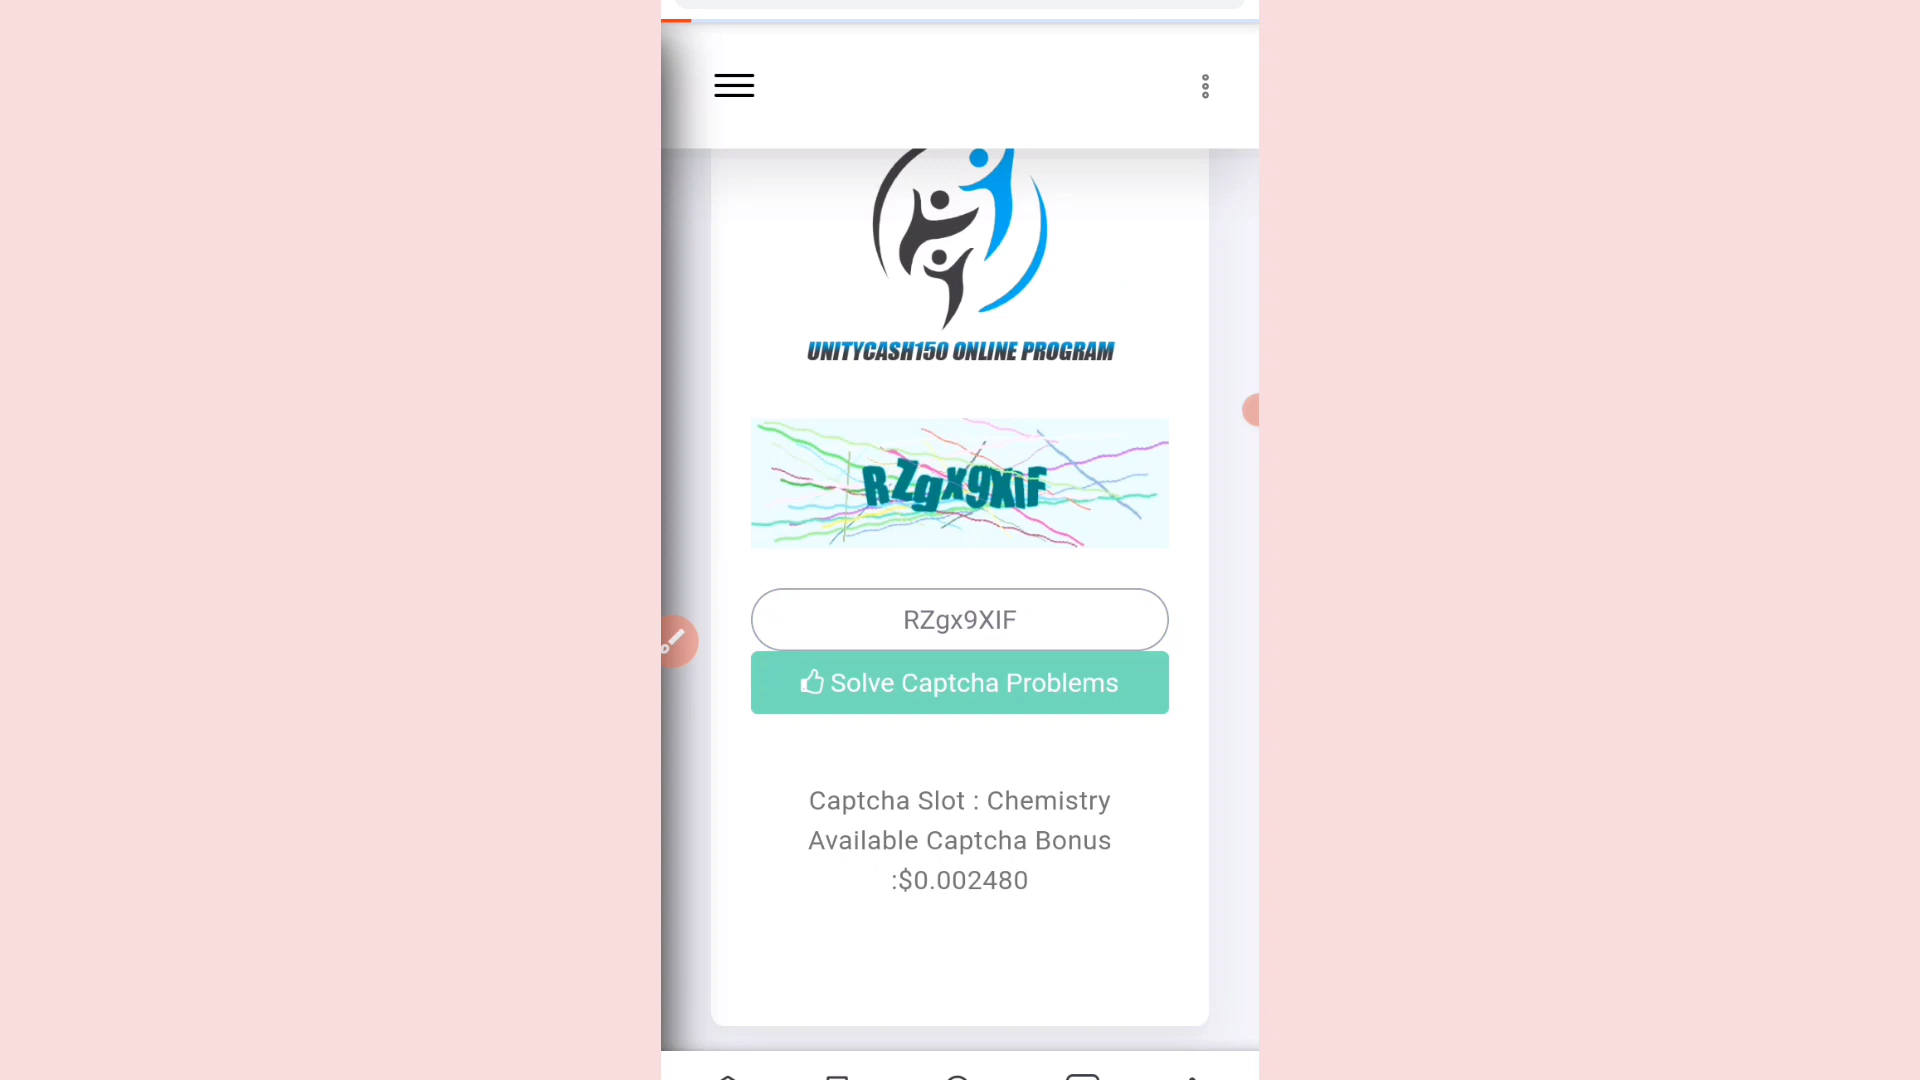 UNITYCASH150 ONLINE PROGRAM
RZgx9XiF
RZgx9XIF
Solve Captcha Problems
Captcha Slot : Chemistry
Available Captcha Bonus
:$0.002480